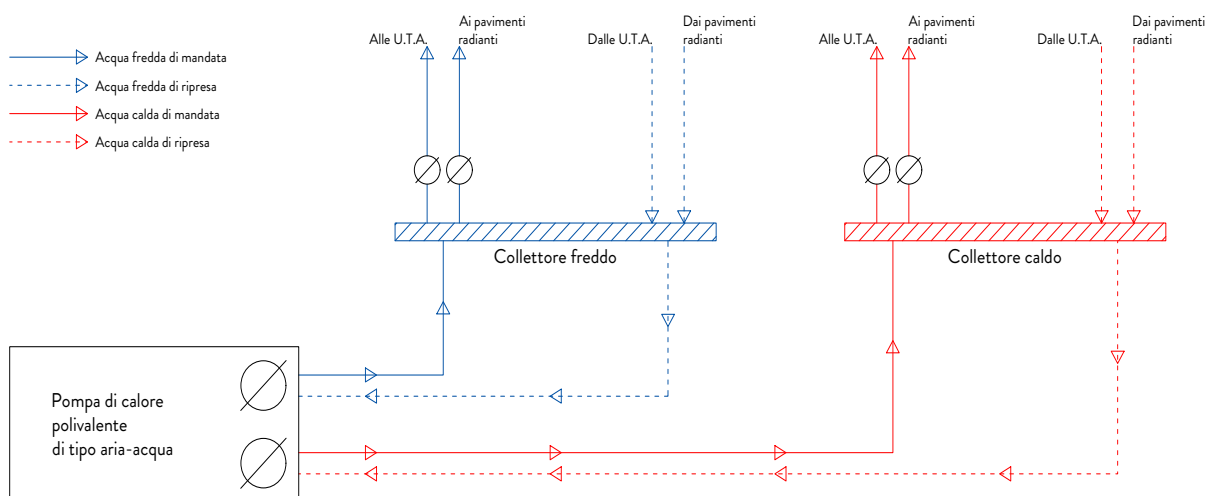 Acqua fredda di mandata
Acqua fredda di ripresa
Acqua calda di mandata
Acqua calda di ripresa
Alle U.T.A.
Ai pavimenti
radianti
Dalle U.T.A.
Dai pavimenti
radianti
Alle U.T.A.
Ai pavimenti
radianti
Dalle U.T.A.
Dai pavimenti
radianti
Collettore freddo
Collettore caldo
Pompa di calore
polivalente
di tipo aria-acqua